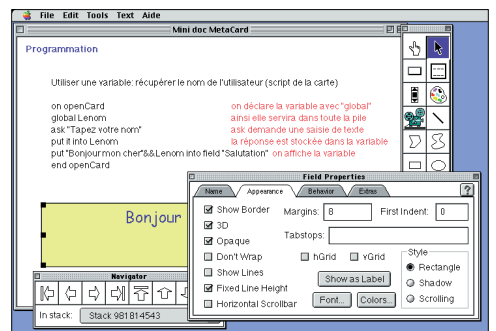 File Edit Tools Text Aide
Mini doc MetaCard
Programmation
Utiliser une variable: récupérer le nom de l'utilisateur (script de la carte)
on openCard on déclare la variable avec "global"
global Lenom ainsi elle servira dans toute la pile
ask "Tapez votre nom" ask demande une saisie de texte
put it into Lenom la réponse est stockée dans la variable
put "Bonjour mon cher"&&Lenom into field "Salutation" on affiche la variable
end openCard
Bonjour
Field Properties
Name Appearance Behavior Extras ?
Show Border Margins: 8 First Indent: 0
3D
Opaque Tabstops:
Don't Wrap hGrid vGrid Style
Show Lines Rectangle
Fixed Line Height Show as Label Shadow
Horizontal Scrollbar Font... Colors... Scrolling
Navigator
In stack: Stack 981814543